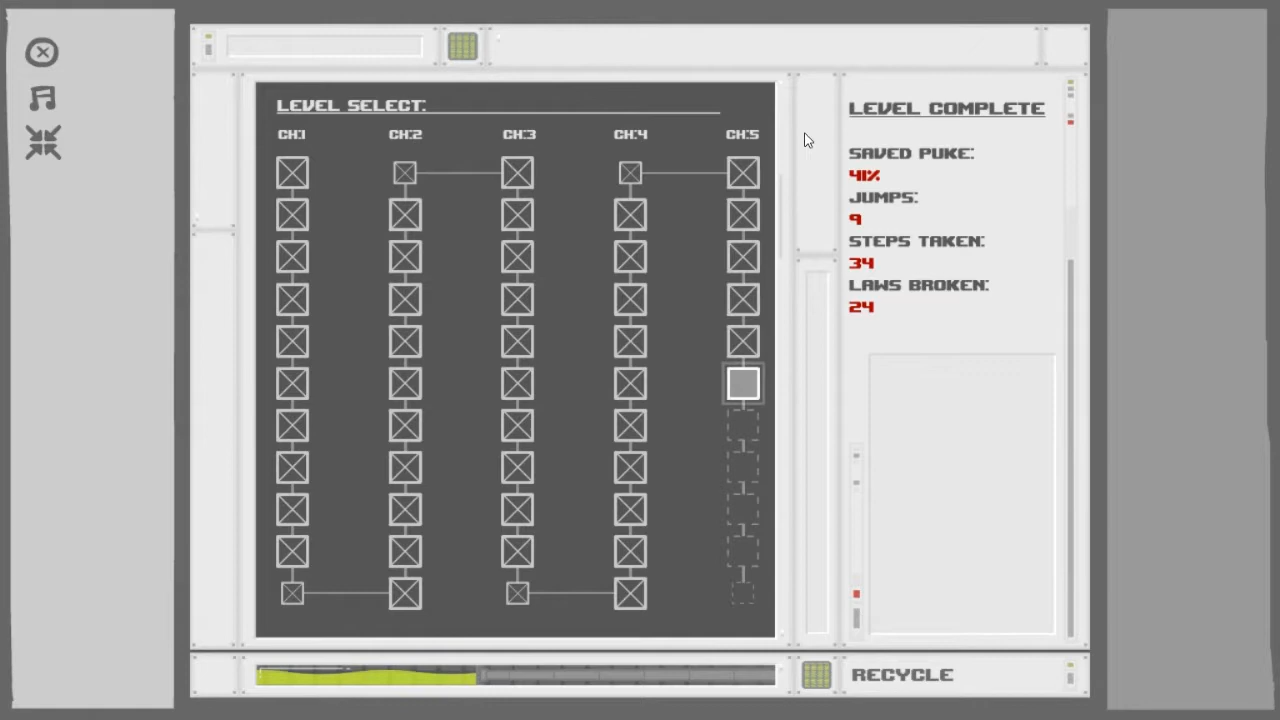 LEVEL SELECT:
CH:1 CH:2 CH:3 CH:4 CH:5
LEVEL COMPLETE
SAVED PUKE:
41%
JUMPS:
9
STEPS TAKEN:
34
LAWS BROKEN:
24
RECYCLE